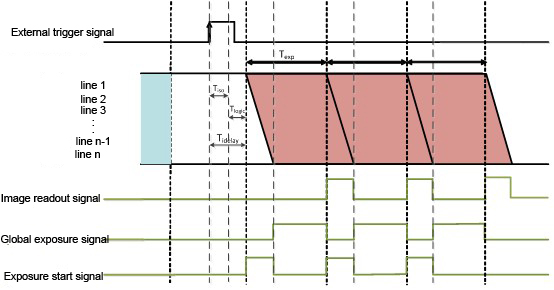 External trigger signal
Texp
line 1
line 2
line 3
:
:
line n-1
line n
Tiso
Tlogic
Tdelay
Image readout signal
Global exposure signal
Exposure start signal